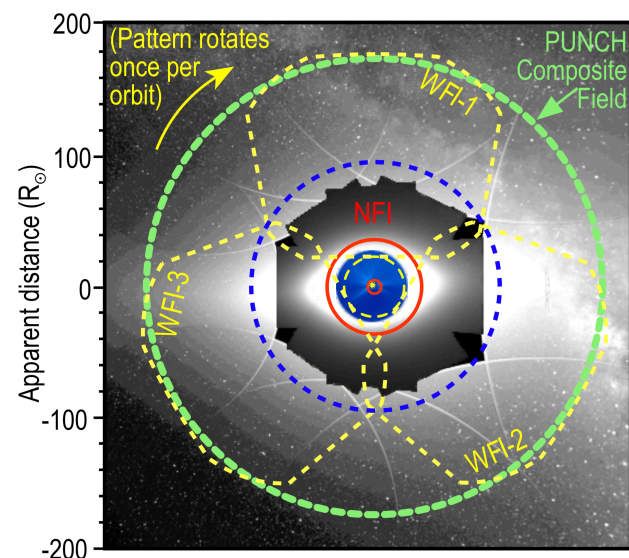 200
100
0
-100
-200
Apparent distance (R☉)
(Pattern rotates
once per
orbit)
PUNCH
Composite
Field
WFI-1
NFI
WFI-3
WFI-2